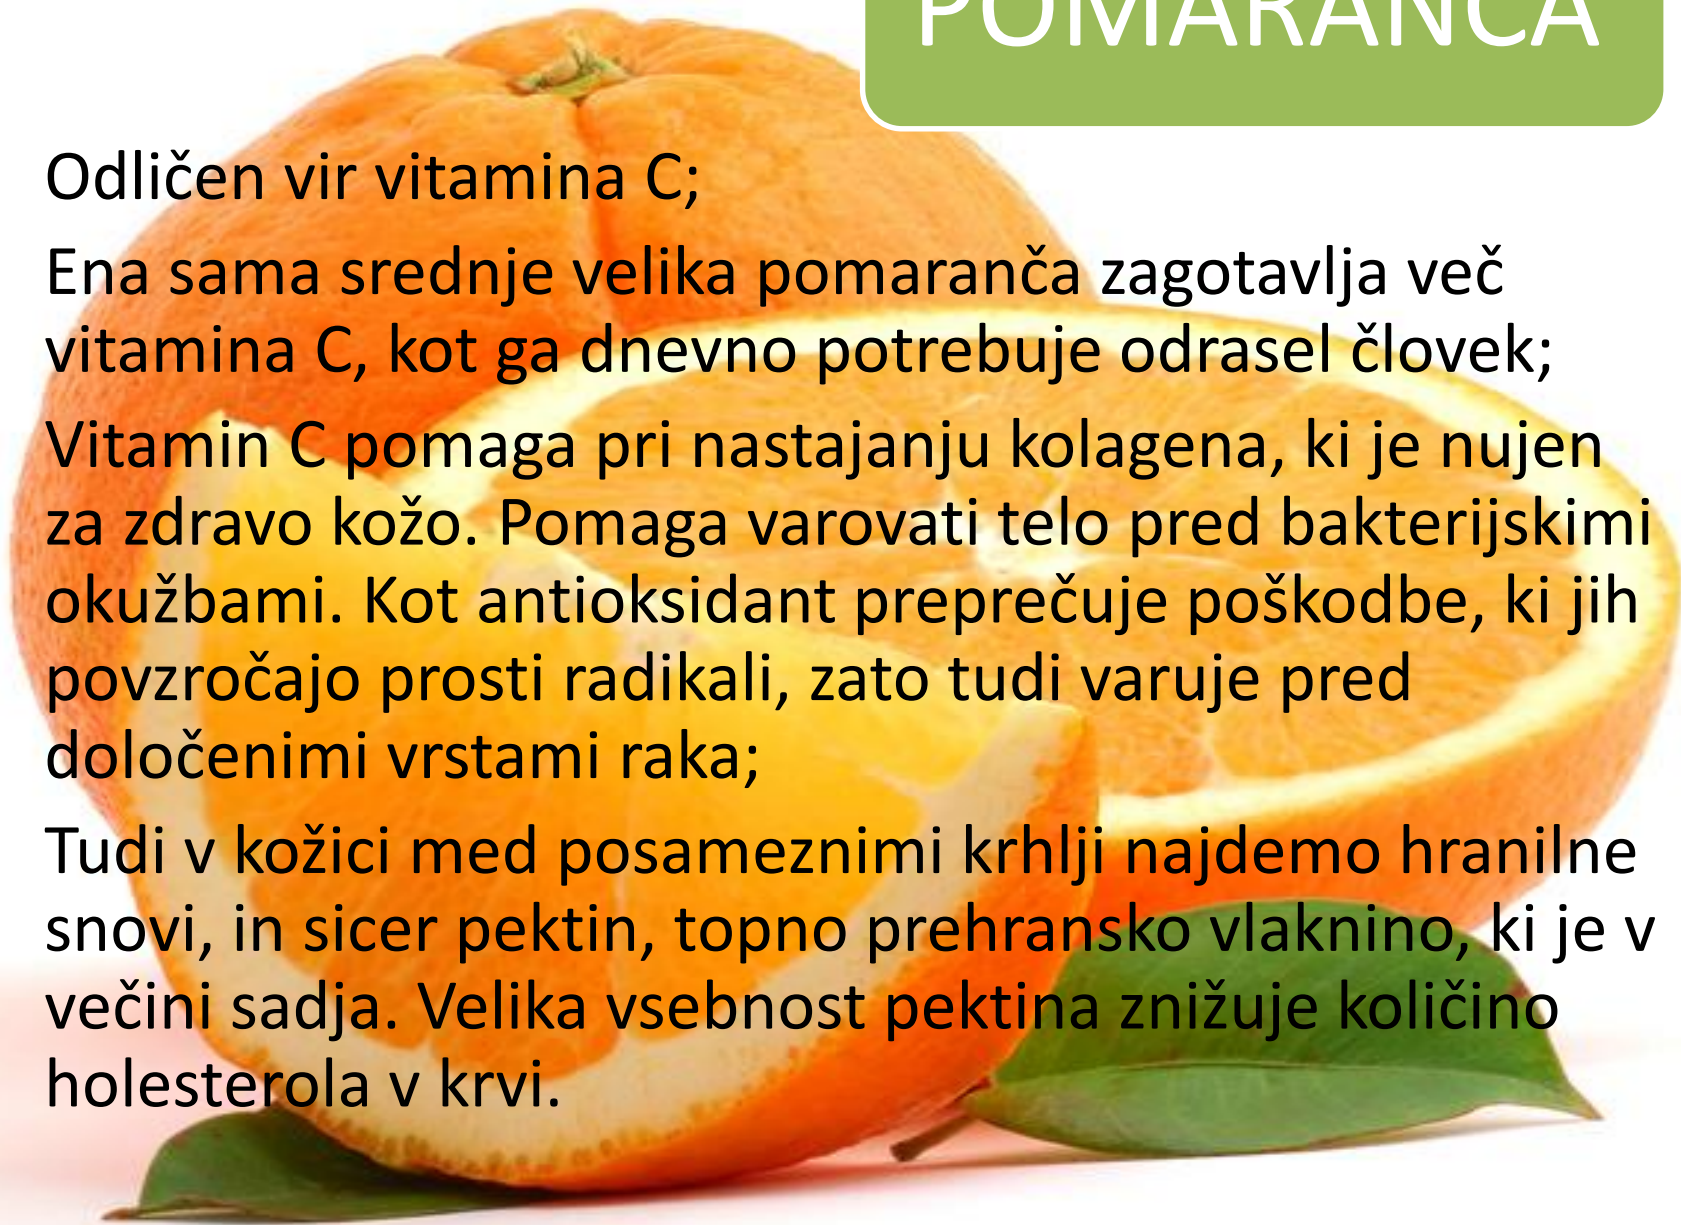 POMARANČA
Odličen vir vitamina C;
Ena sama srednje velika pomaranča zagotavlja več
vitamina C, kot ga dnevno potrebuje odrasel človek;
Vitamin C pomaga pri nastajanju kolagena, ki je nujen
za zdravo kožo. Pomaga varovati telo pred bakterijskimi
okužbami. Kot antioksidant preprečuje poškodbe, ki jih
povzročajo prosti radikali, zato tudi varuje pred
določenimi vrstami raka;
Tudi v kožici med posameznimi krhlji najdemo hranilne
snovi, in sicer pektin, topno prehransko vlaknino, ki je v
večini sadja. Velika vsebnost pektina znižuje količino
holesterola v krvi.